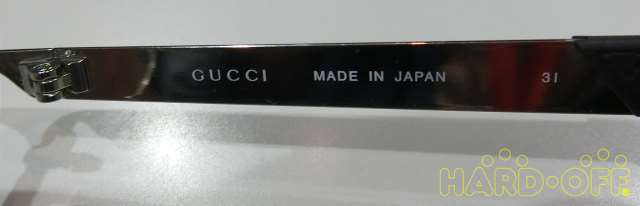 GUCCI MADE IN JAPAN 31
HARD·OFF